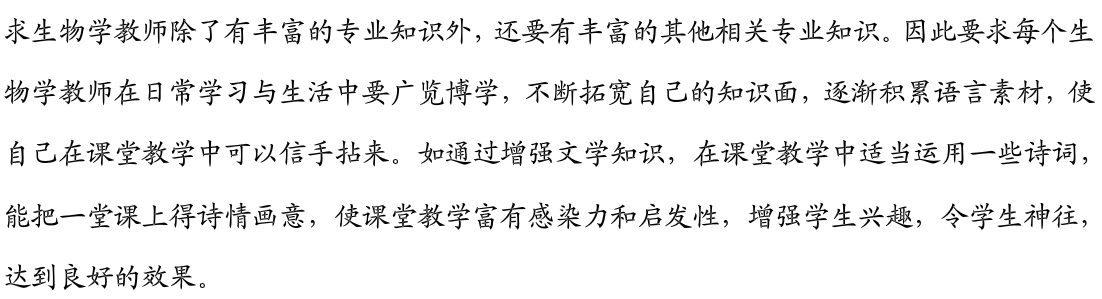 求生物学教师除了有丰富的专业知识外，还要有丰富的其他相关专业知识。因此要求每个生
物学教师在日常学习与生活中要广览博学，不断拓宽自己的知识面，逐渐积累语言素材，使
自己在课堂教学中可以信手拈来。如通过增强文学知识，在课堂教学中适当运用一些诗词，
能把一堂课上得诗情画意，使课堂教学富有感染力和启发性，增强学生兴趣，令学生神往，
达到良好的效果。